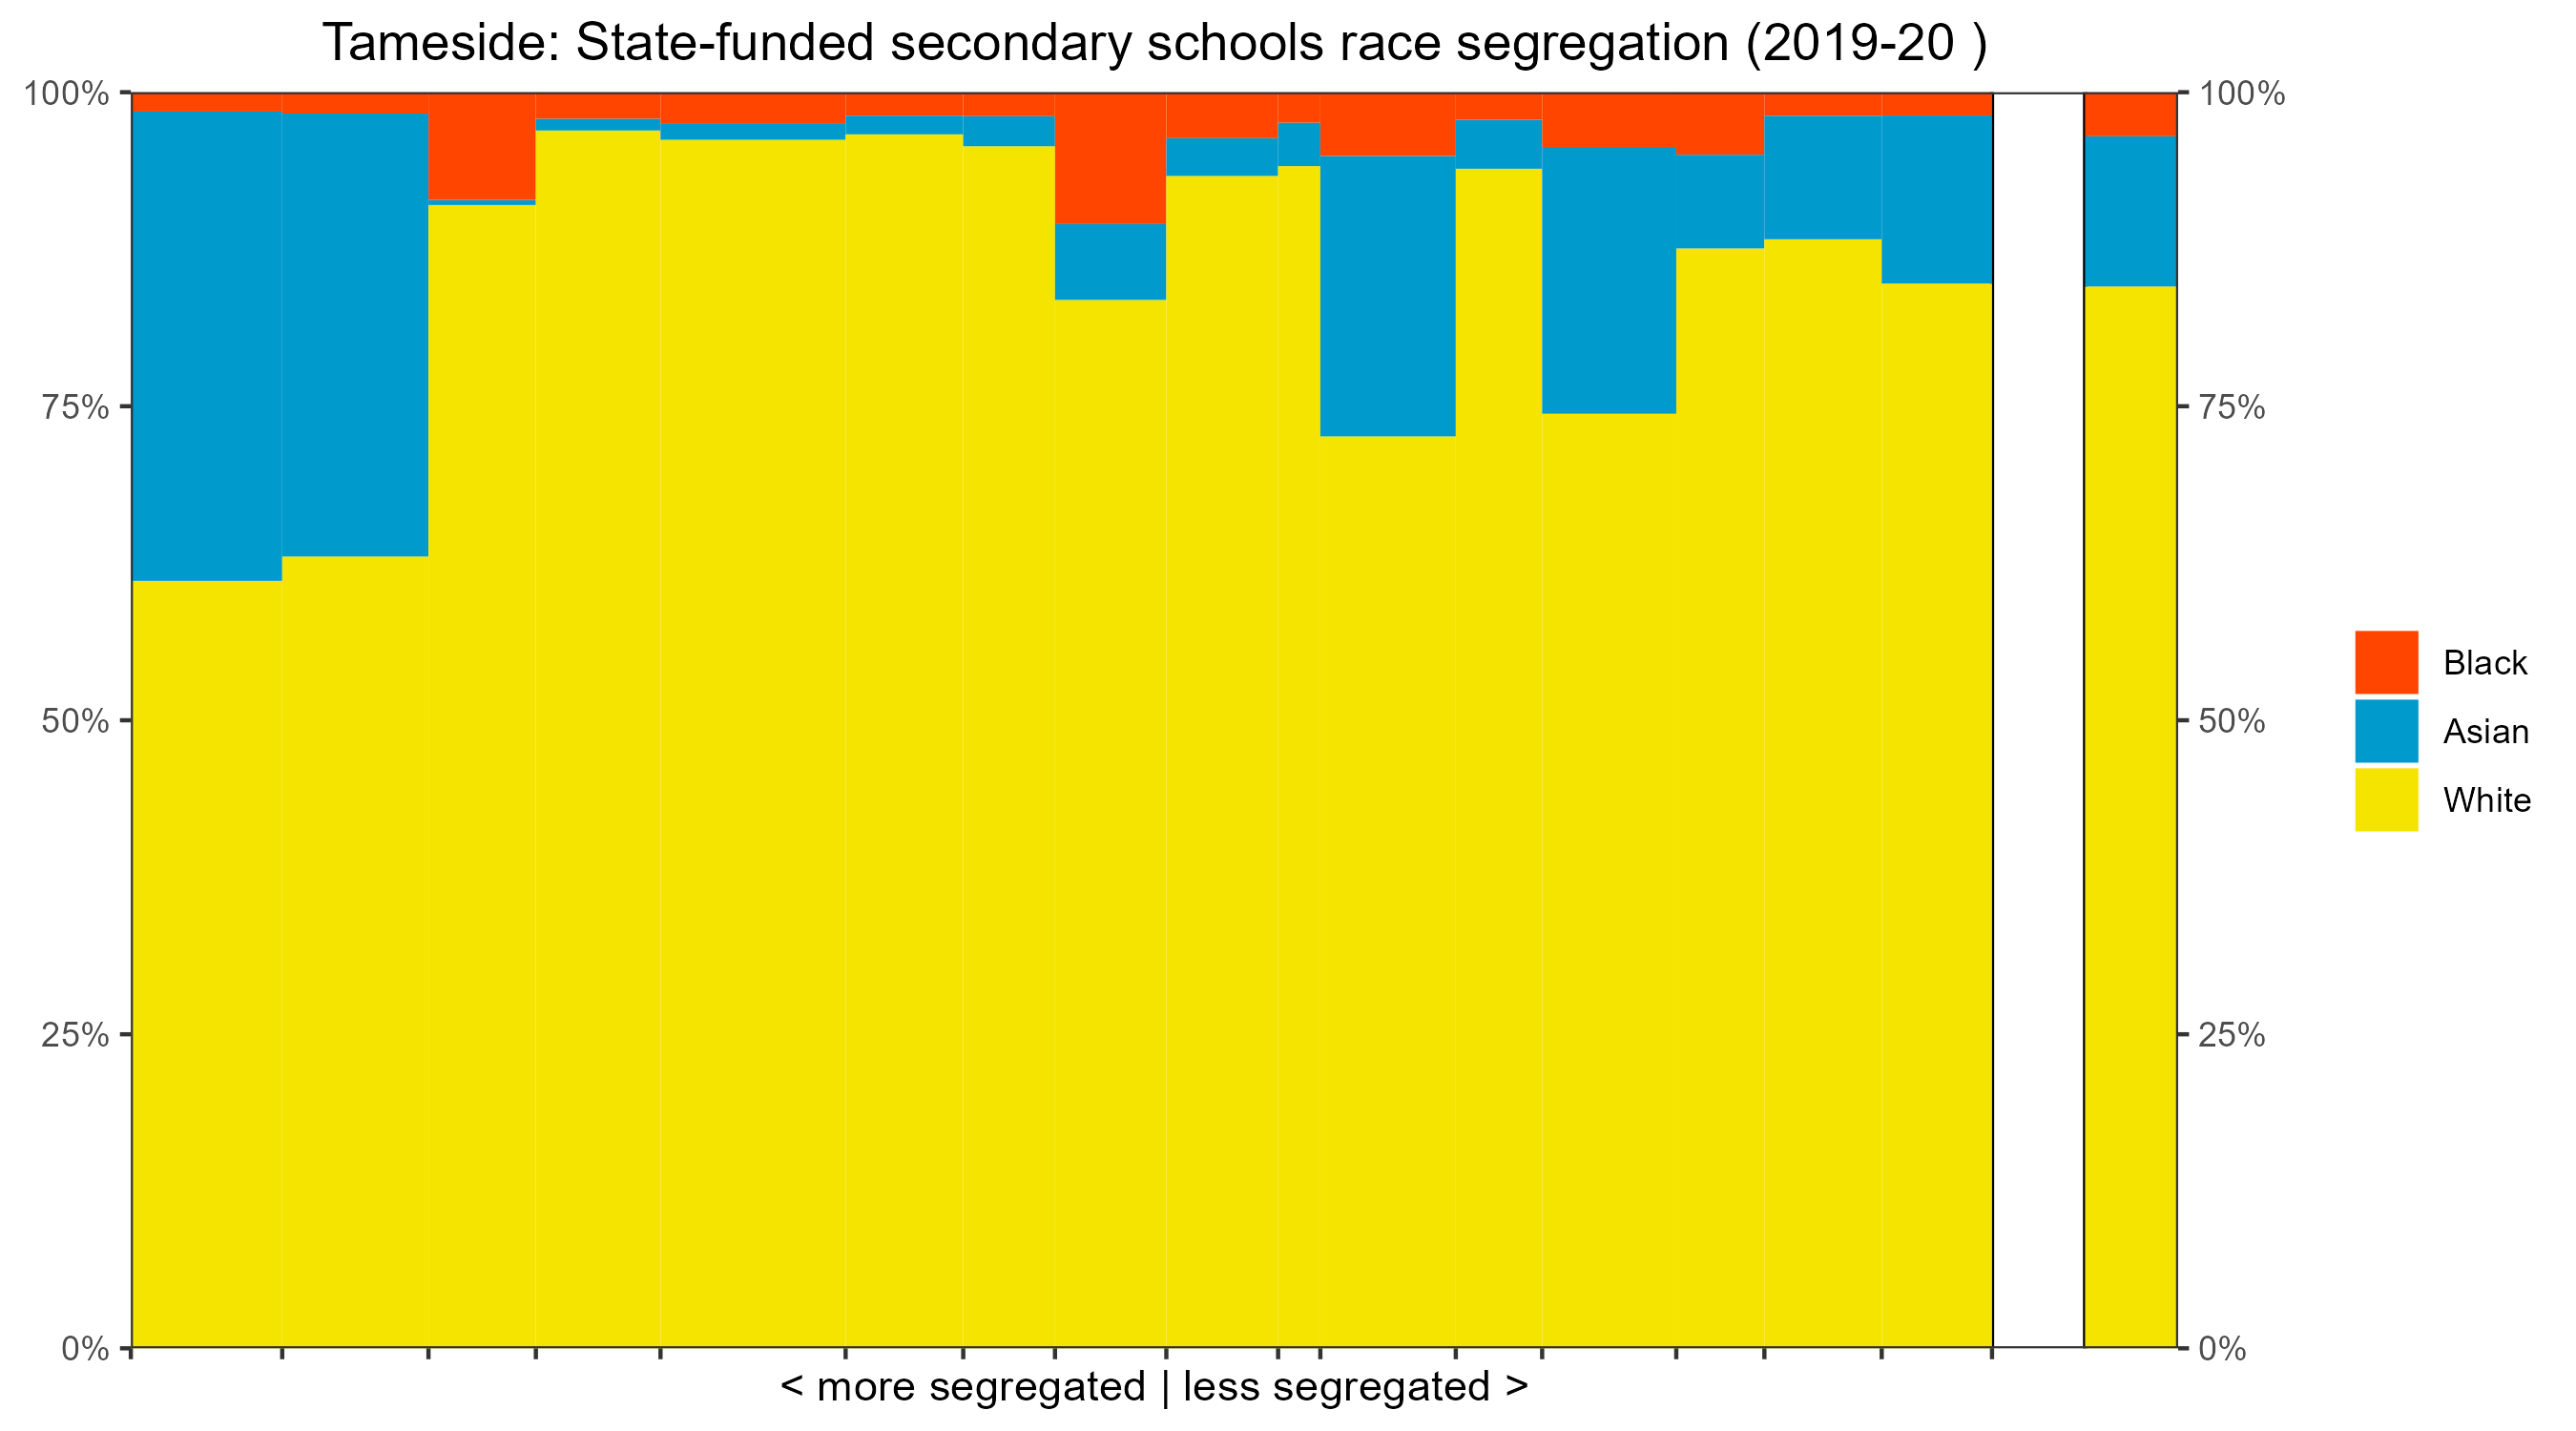 Tameside: State-funded secondary schools race segregation (2019-20 )
100%
75%
50%
25%
0%
100%
75%
50%
25%
0%
< more segregated | less segregated >
Black
Asian
White